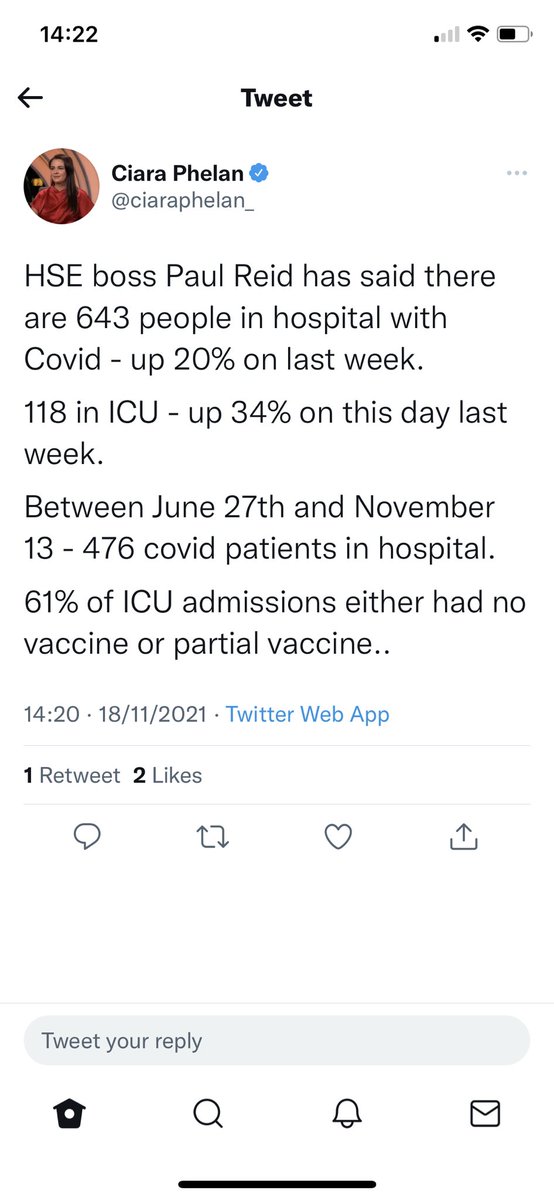 14:22
Tweet
Ciara Phelan
@ciaraphelan_
HSE boss Paul Reid has said there
are 643 people in hospital with
Covid - up 20% on last week.
118 in ICU - up 34% on this day last
week.
Between June 27th and November
13 - 476 covid patients in hospital.
61% of ICU admissions either had no
vaccine or partial vaccine..
14:20 · 18/11/2021 · Twitter Web App
1 Retweet 2 Likes
Tweet your reply